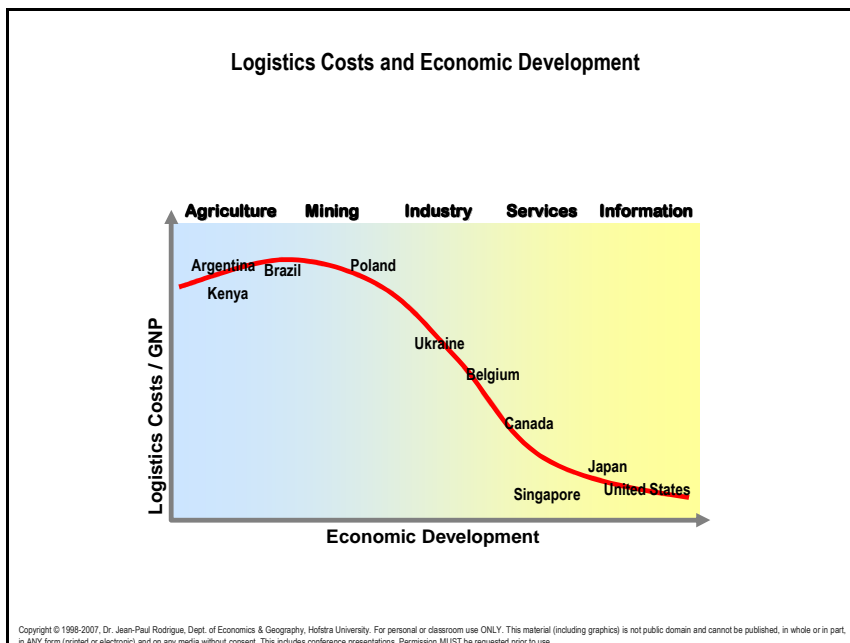 Logistics Costs and Economic Development
Agriculture Mining Industry Services Information
Argentina Brazil Poland
Kenya
Ukraine
Belgium
Canada
Japan
Singapore United States
Logistics Costs / GNP
Economic Development
Copyright © 1998-2007, Dr. Jean-Paul Rodrigue, Dept. of Economics & Geography, Hofstra University. For personal or classroom use ONLY. This material (including graphics) is not public domain and cannot be published, in whole or in part,
in ANY form (printed or electronic) and on any media without consent. This includes conference presentations. Permission MUST be requested prior to use.